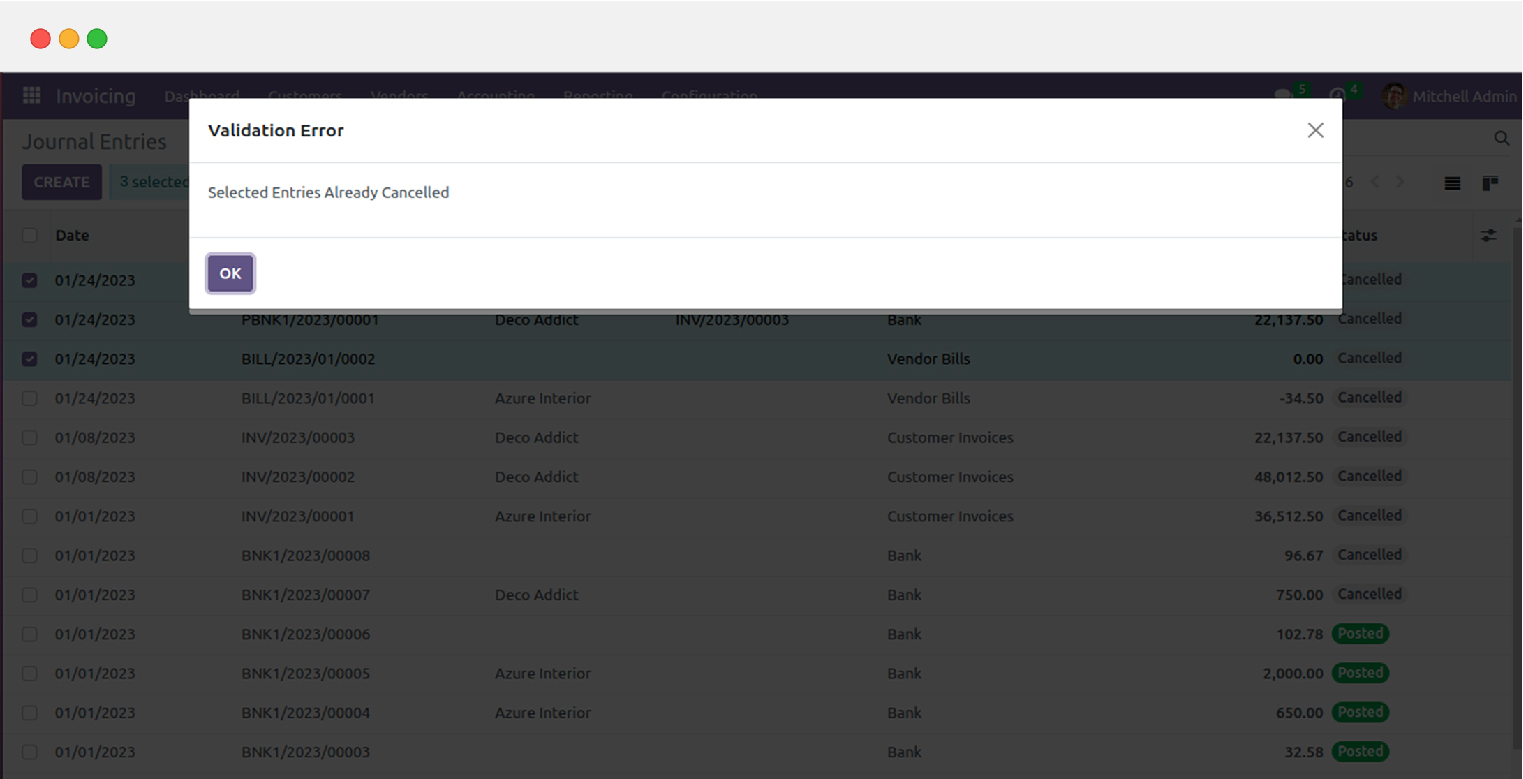 Invoicing Dashboard Customers Vendors Accounting Reporting Configuration 5 4 Mitchell Admin
Validation Error
Journal Entries
CREATE 3 selected 6
Selected Entries Already Cancelled
Date tatus
OK
01/24/2023 Cancelled
01/24/2023 PBNK1/2023/00001 Deco Addict INV/2023/00003 Bank 22,137.50 Cancelled
01/24/2023 BILL/2023/01/0002 Vendor Bills 0.00 Cancelled
01/24/2023 BILL/2023/01/0001 Azure Interior Vendor Bills -34.50 Cancelled
01/08/2023 INV/2023/00003 Deco Addict Customer Invoices 22,137.50 Cancelled
01/08/2023 INV/2023/00002 Deco Addict Customer Invoices 48,012.50 Cancelled
01/01/2023 INV/2023/00001 Azure Interior Customer Invoices 36,512.50 Cancelled
01/01/2023 BNK1/2023/00008 Bank 96.67 Cancelled
01/01/2023 BNK1/2023/00007 Deco Addict Bank 750.00 Cancelled
01/01/2023 BNK1/2023/00006 Bank 102.78 Posted
01/01/2023 BNK1/2023/00005 Azure Interior Bank 2,000.00 Posted
01/01/2023 BNK1/2023/00004 Azure Interior Bank 650.00 Posted
01/01/2023 BNK1/2023/00003 Bank 32.58 Posted